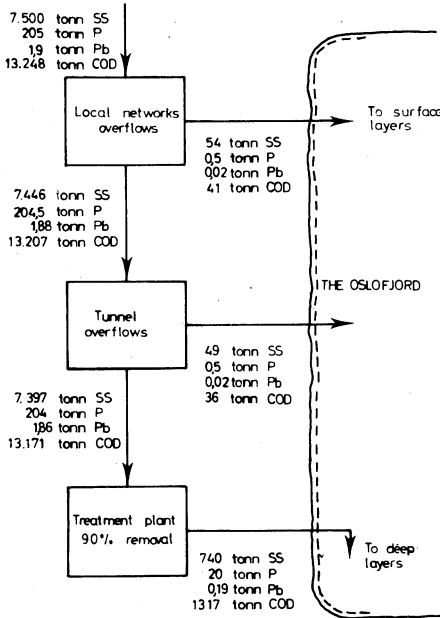 7.500 tonn SS
205 tonn P
1,9 tonn Pb
13.248 tonn COD
Local networks
overflows
To surface
layers
54 tonn SS
0,5 tonn P
0,02 tonn Pb
41 tonn COD
7.446 tonn SS
204,5 tonn P
1,88 tonn Pb
13.207 tonn COD
THE OSLOFJORD
Tunnel
overflows
49 tonn SS
0,5 tonn P
0,02 tonn Pb
36 tonn COD
7.397 tonn SS
204 tonn P
1,86 tonn Pb
13.171 tonn COD
Treatment plant
90% removal
To deep
layers
740 tonn SS
20 tonn P
0,19 tonn Pb
1317 tonn COD